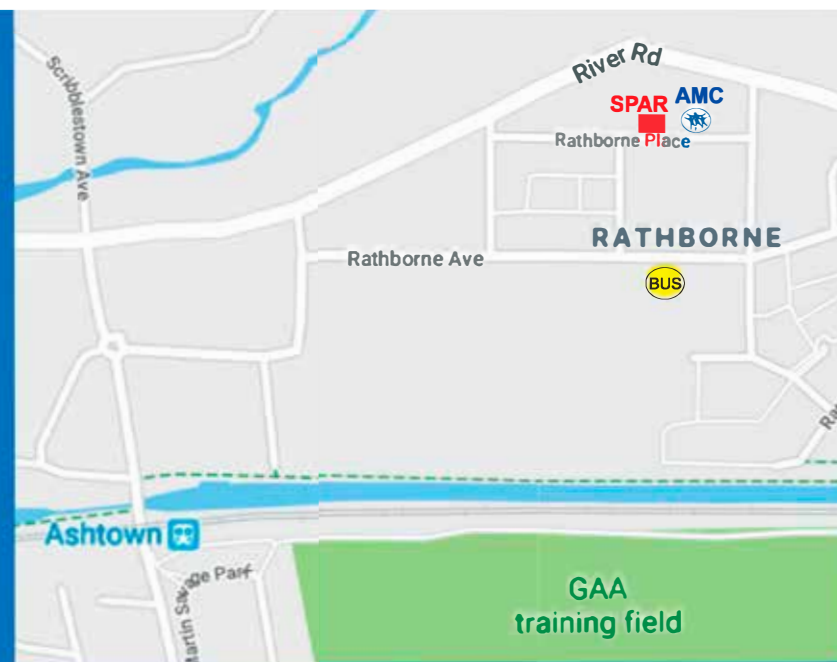 River Rd
Scribblestown Ave
SPAR
AMC
Rathborne Place
RATHBORNE
Rathborne Ave
BUS
Ashtown
GAA
training field